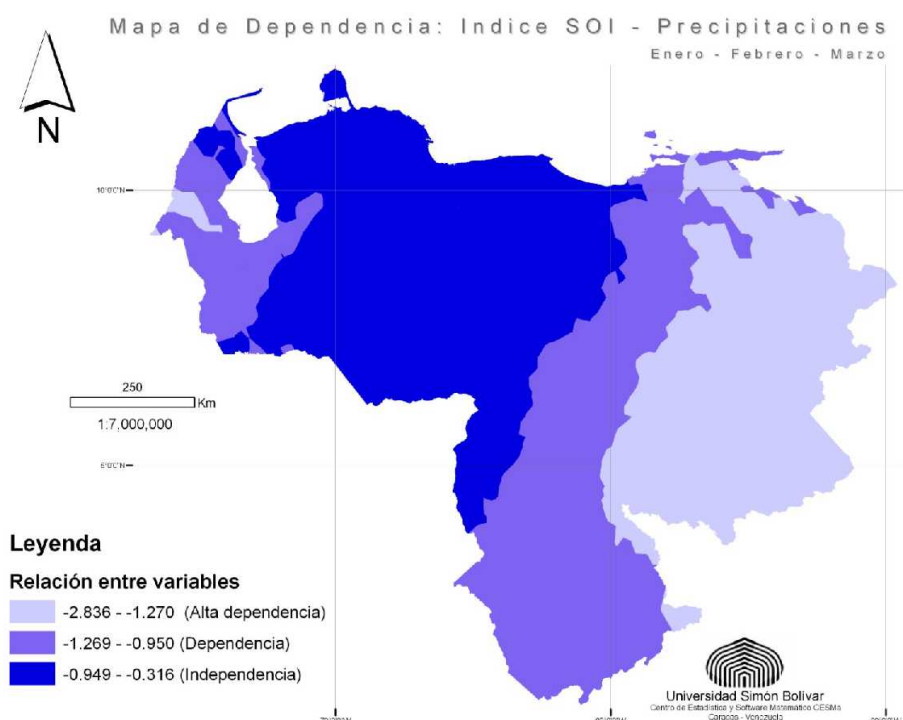 Mapa de Dependencia: Indice SOI - Precipitaciones
Enero - Febrero - Marzo
N
10°0'0"N
250
Km
1:7,000,000
5°0'0"N
Leyenda
Relación entre variables
-2.836 - -1.270 (Alta dependencia)
-1.269 - -0.950 (Dependencia)
-0.949 - -0.316 (Independencia)
Universidad Simón Bolívar
Centro de Estadística y Software Matemático CESMa
Caracas - Venezuela